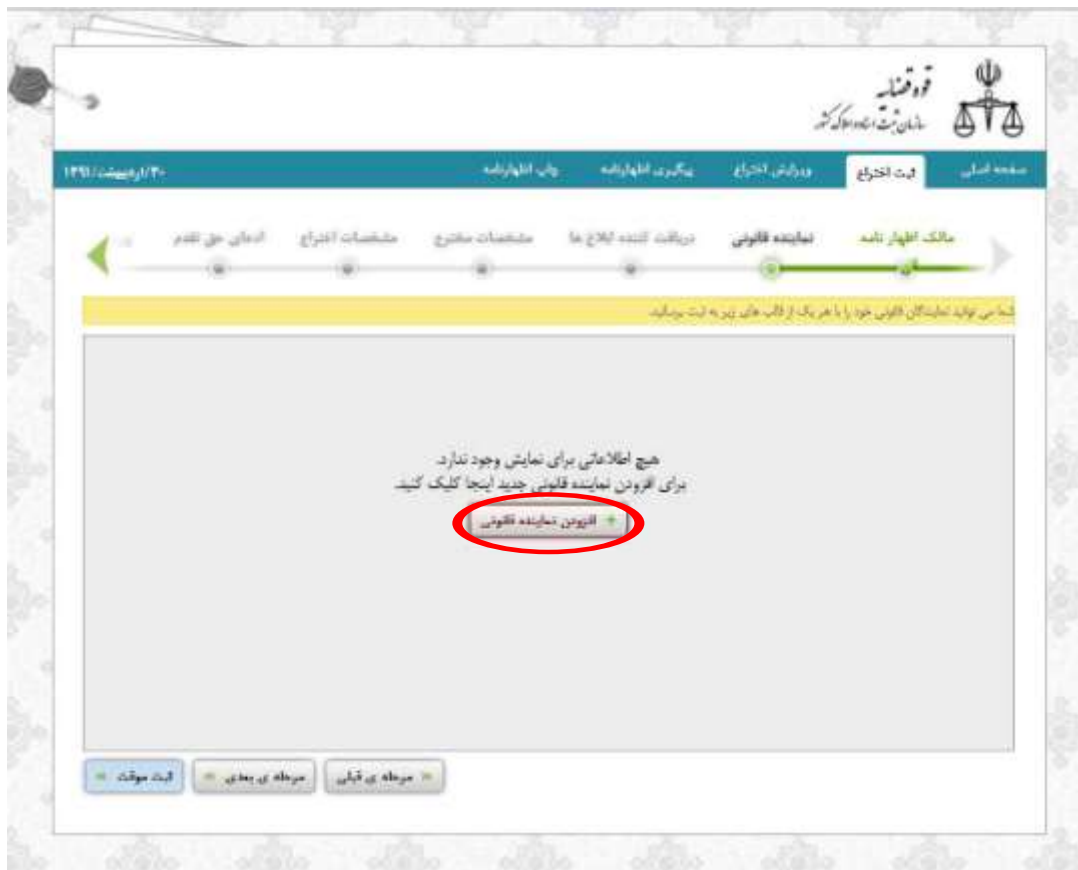 قوه قضاییه
سازمان ثبت اسناد و املاک کشور
صفحه اصلی
ثبت اختراع
ویرایش اختراع
پیگیری اظهارنامه
چاپ اظهارنامه
۳۰/اردیبهشت/۱۳۹۱
مالک اظهار نامه
نماینده قانونی
دریافت کننده ابلاغ ها
مشخصات مخترع
مشخصات اختراع
ادعای حق تقدم
شما می توانید نمایندگان قانونی خود را با هر یک از قالب های زیر به ثبت برسانید.
هیچ اطلاعاتی برای نمایش وجود ندارد.
برای افزودن نماینده قانونی جدید اینجا کلیک کنید.
+ افزودن نماینده قانونی
مرحله ی قبلی
مرحله ی بعدی
ثبت موقت